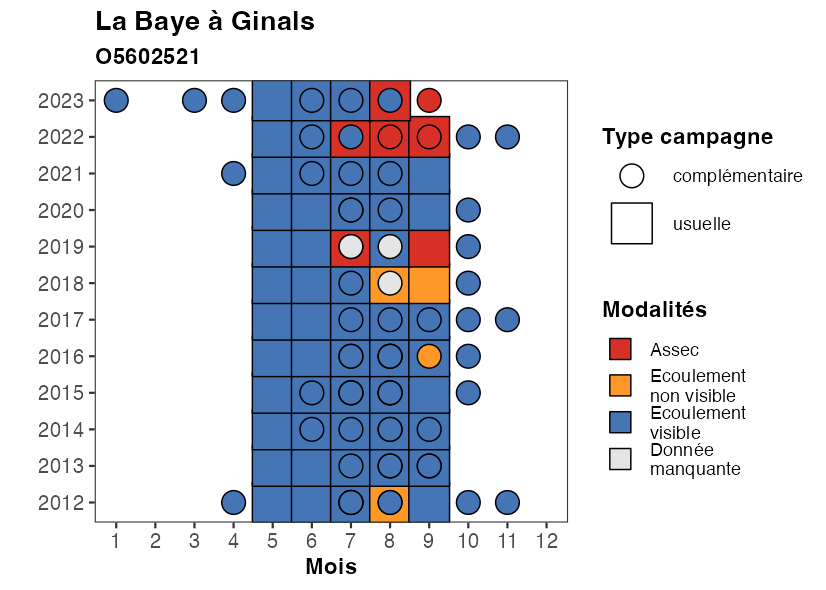 La Baye à Ginals
O5602521
2023
2022
2021
2020
2019
2018
2017
2016
2015
2014
2013
2012
1 2 3 4 5 6 7 8 9 10 11 12
Mois
Type campagne
complémentaire
usuelle
Modalités
Assec
Ecoulement
non visible
Ecoulement
visible
Donnée
manquante